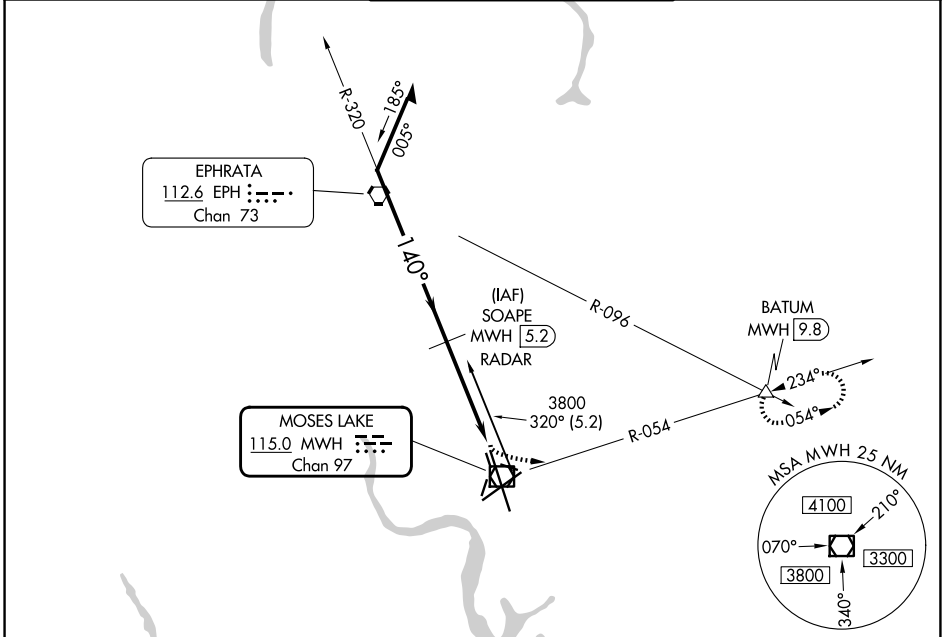 R-320
185°
005°
EPHRATA
112.6 EPH
Chan 73
140°
(IAF)
SOAPE
MWH 5.2
RADAR
R-096
BATUM
MWH 9.8
234°
054°
3800
320° (5.2)
R-054
MOSES LAKE
115.0 MWH
Chan 97
MSA MWH 25 NM
4100
210°
070°
3300
3800
340°